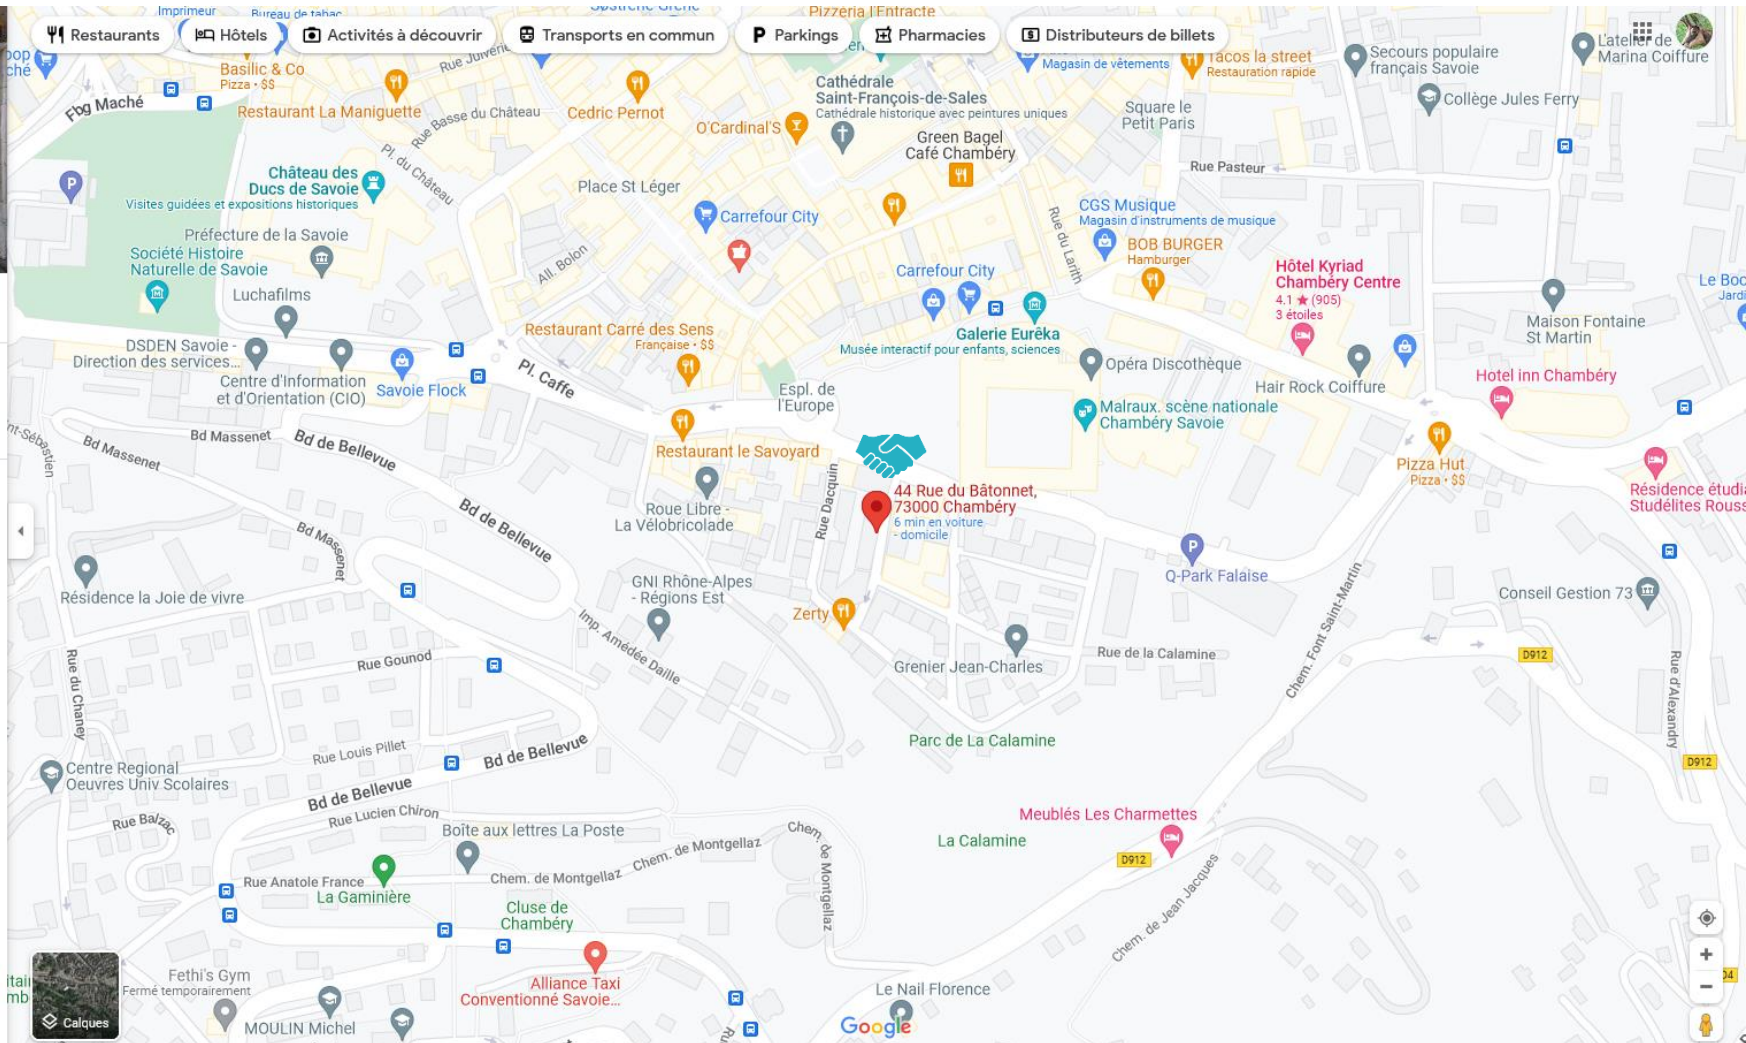 Imprimeur
Bureau de tabac
Pizzeria l'Entracte
Restaurants
Hôtels
Activités à découvrir
Transports en commun
Parkings
Pharmacies
Distributeurs de billets
L'atelier de
Marina Coiffure
Basilic & Co
Pizza • $$
Rue Juiverie
Magasin de vêtements
Tacos la street
Restauration rapide
Secours populaire
français Savoie
Fbg Maché
Restaurant La Maniguette
Rue Basse du Château
Cedric Pernot
O'Cardinal'S
Cathédrale
Saint-François-de-Sales
Cathédrale historique avec peintures uniques
Square le
Petit Paris
Collège Jules Ferry
Green Bagel
Café Chambéry
Pl. du Château
Château des
Ducs de Savoie
Visites guidées et expositions historiques
Place St Léger
Rue Pasteur
P
Carrefour City
CGS Musique
Magasin d'instruments de musique
Rue du Larith
Préfecture de la Savoie
Société Histoire
Naturelle de Savoie
All. Bolon
BOB BURGER
Hamburger
Luchafilms
Carrefour City
Hôtel Kyriad
Chambéry Centre
4.1 ★ (905)
3 étoiles
Le Boc
Jardi
Maison Fontaine
St Martin
Restaurant Carré des Sens
Française • $$
Galerie Eurêka
Musée interactif pour enfants, sciences
DSDEN Savoie -
Direction des services...
Centre d'Information
et d'Orientation (CIO)
Savoie Flock
Pl. Caffe
Espl. de
l'Europe
Opéra Discothèque
Hair Rock Coiffure
Hotel inn Chambéry
Malraux. scène nationale
Chambéry Savoie
nt-Sébastien
Bd Massenet
Bd Massenet
Bd de Bellevue
Restaurant le Savoyard
Pizza Hut
Pizza • $$
Résidence étudia
Studélites Rouss
Rue Dacquin
44 Rue du Bâtonnet,
73000 Chambéry
6 min en voiture
- domicile
Roue Libre -
La Vélobricolade
Bd de Bellevue
Bd Massenet
P
Q-Park Falaise
Résidence la Joie de vivre
GNI Rhône-Alpes
- Régions Est
Zerty
Conseil Gestion 73
Imp. Amédée Daille
Chem. Font Saint-Martin
Rue du Chaney
Rue Gounod
Grenier Jean-Charles
Rue de la Calamine
D912
Rue d'Alexandry
Parc de La Calamine
Rue Louis Pillet
Bd de Bellevue
D912
Centre Regional
Oeuvres Univ Scolaires
Bd de Bellevue
Rue Balzac
Rue Lucien Chiron
Boîte aux lettres La Poste
Meublés Les Charmettes
La Calamine
Chem. de Montgellaz
Chem. de Montgellaz
D912
Rue Anatole France
La Gaminière
Chem. de Montgellaz
Chem. de Jean Jacques
Cluse de
Chambéry
Fethi's Gym
Fermé temporairement
Alliance Taxi
Conventionné Savoie...
Le Nail Florence
MOULIN Michel
Calques
Google